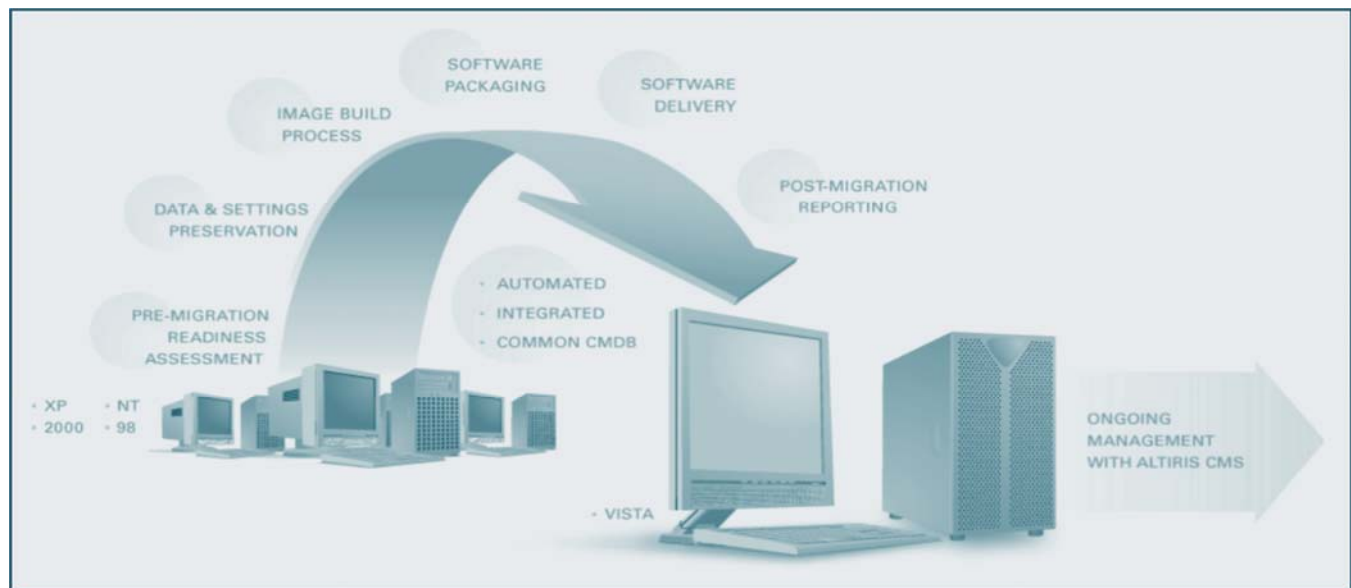 SOFTWARE
PACKAGING
SOFTWARE
DELIVERY
IMAGE BUILD
PROCESS
POST-MIGRATION
REPORTING
DATA & SETTINGS
PRESERVATION
• AUTOMATED
• INTEGRATED
• COMMON CMDB
PRE-MIGRATION
READINESS
ASSESSMENT
• XP • NT
• 2000 • 98
• VISTA
ONGOING
MANAGEMENT
WITH ALTIRIS CMS